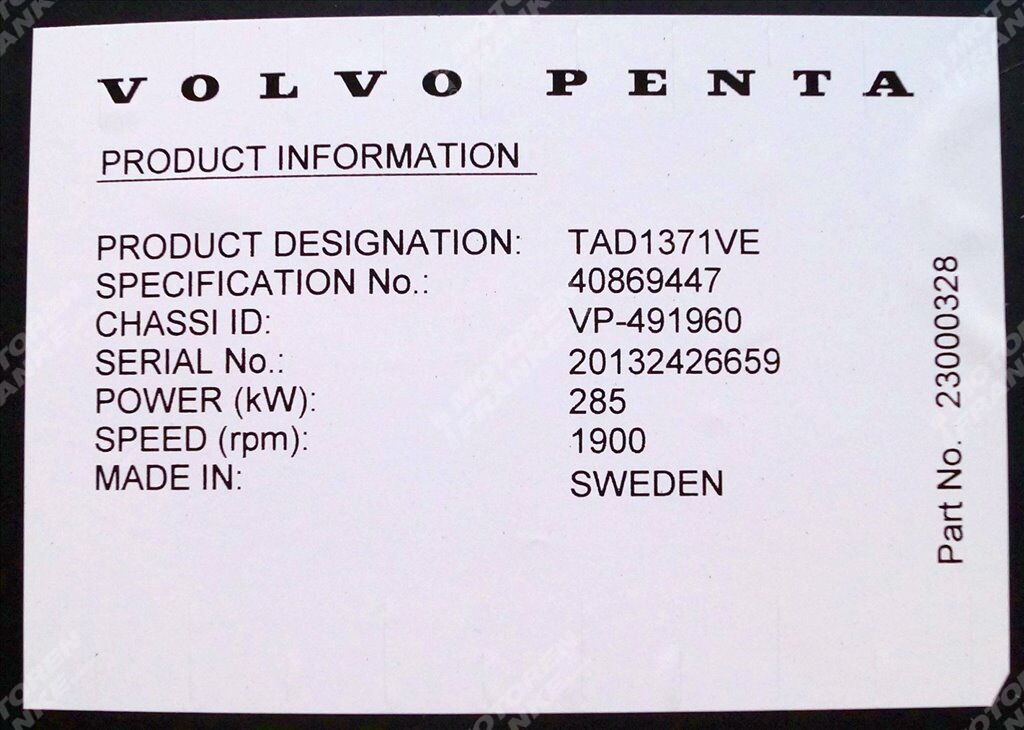 VOLVO PENTA
PRODUCT INFORMATION
PRODUCT DESIGNATION: TAD1371VE
SPECIFICATION No.: 40869447
CHASSI ID: VP-491960
SERIAL No.: 20132426659
POWER (kW): 285
SPEED (rpm): 1900
MADE IN: SWEDEN
Part No. 23000328